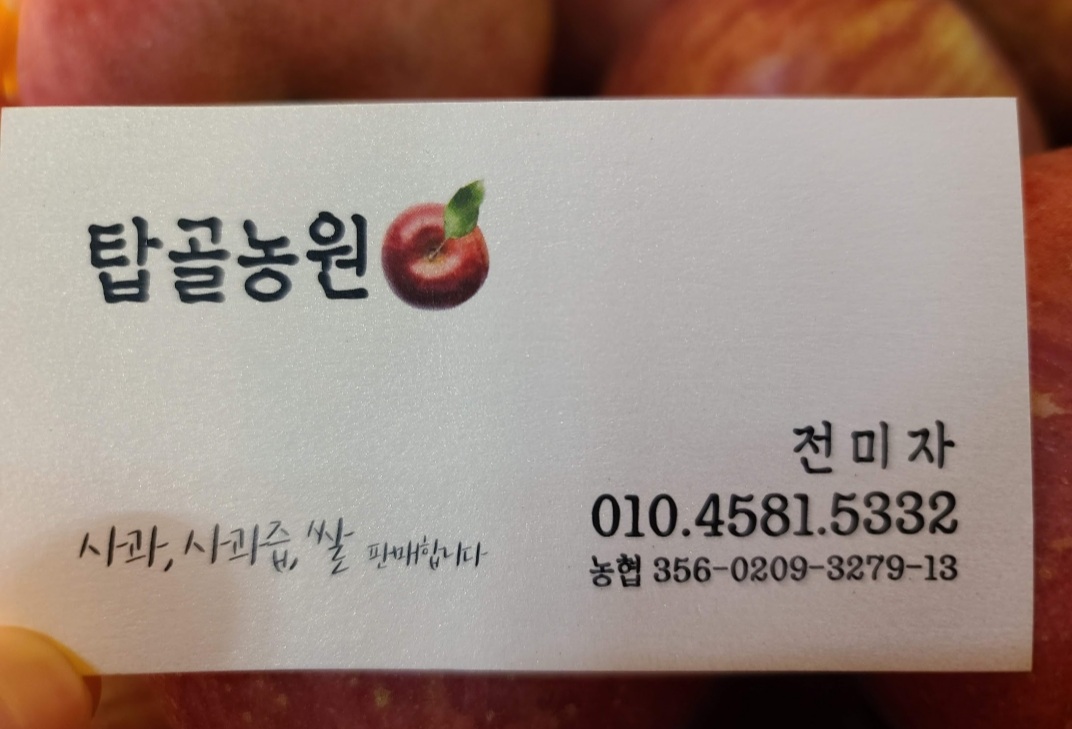 탑골농원
전 미 자
010.4581.5332
농협 356-0209-3279-13
사과, 사과즙, 쌀 판매합니다